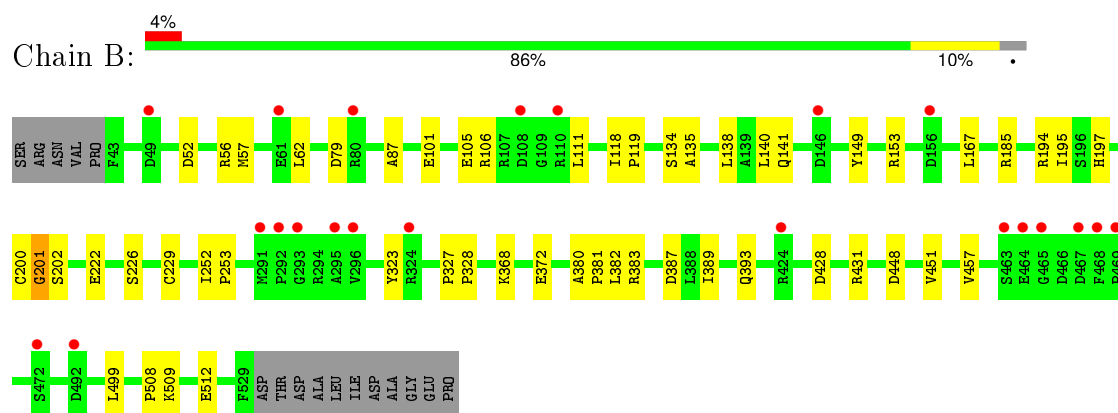 4%
Chain B:
86%
10%
•
SER ARG ASN VAL PRO F43 D49 D52 R56 M57 E61 L62 D79 R80 A87 E101 E105 R106 R107 D108 G109 R110 L111 I118 P119 S134 A135 L138 A139 L140 Q141 D146 Y149 R153 D156 L167 R185 R194 I195 S196 H197
C200 G201 S202 E222 S226 C229 I252 P253 M291 P292 G293 R294 A295 V296 Y323 R324 P327 P328 K368 E372 A380 P381 L382 R383 D387 L388 I389 Q393 R424 D428 R431 D448 V451 V457 S463 E464 G465 D466 D467 F468
S472 D492 L499 P508 K509 E512 F529 ASP THR ASP ALA LEU ILE ASP ALA GLY GLU PRO